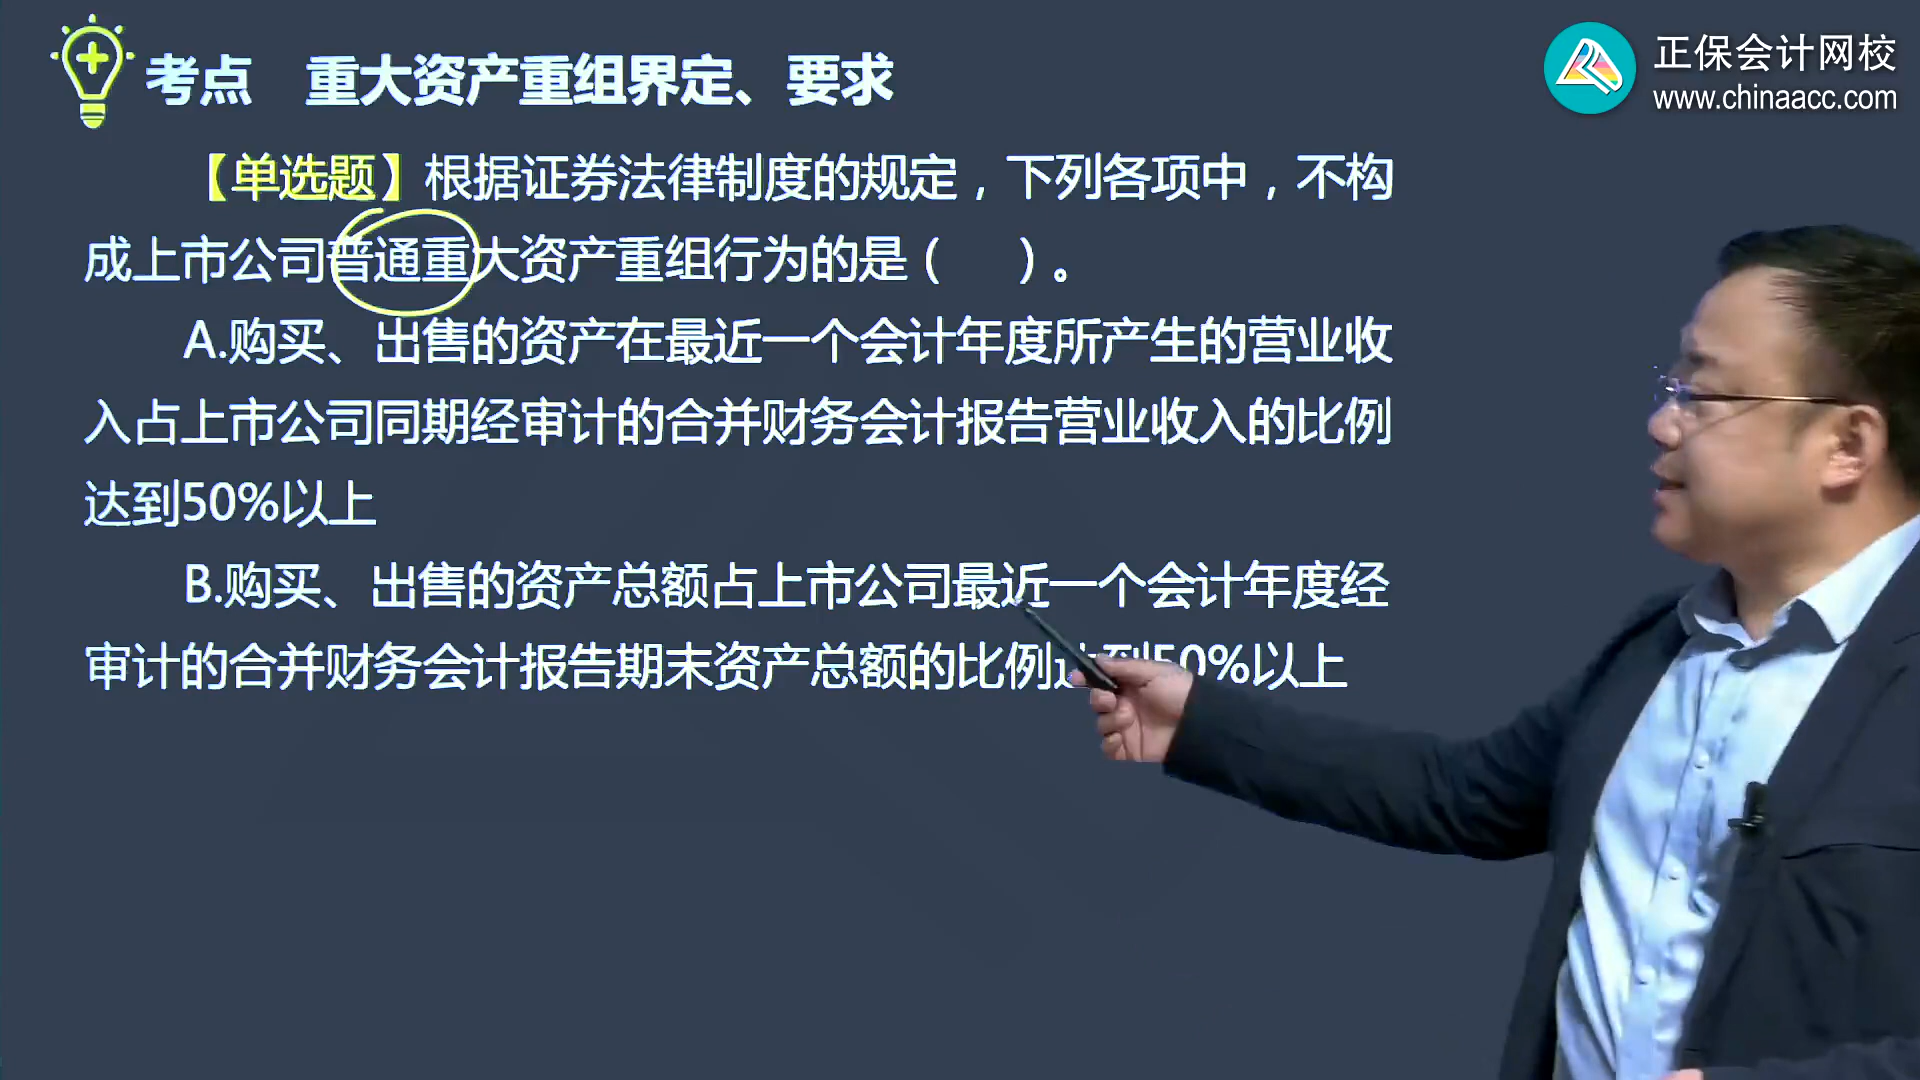 考点 重大资产重组界定、要求
正保会计网校
www.chinaacc.com
【单选题】根据证券法律制度的规定，下列各项中，不构
成上市公司普通重大资产重组行为的是（ ）。
A.购买、出售的资产在最近一个会计年度所产生的营业收
入占上市公司同期经审计的合并财务会计报告营业收入的比例
达到50%以上
B.购买、出售的资产总额占上市公司最近一个会计年度经
审计的合并财务会计报告期末资产总额的比例达到50%以上